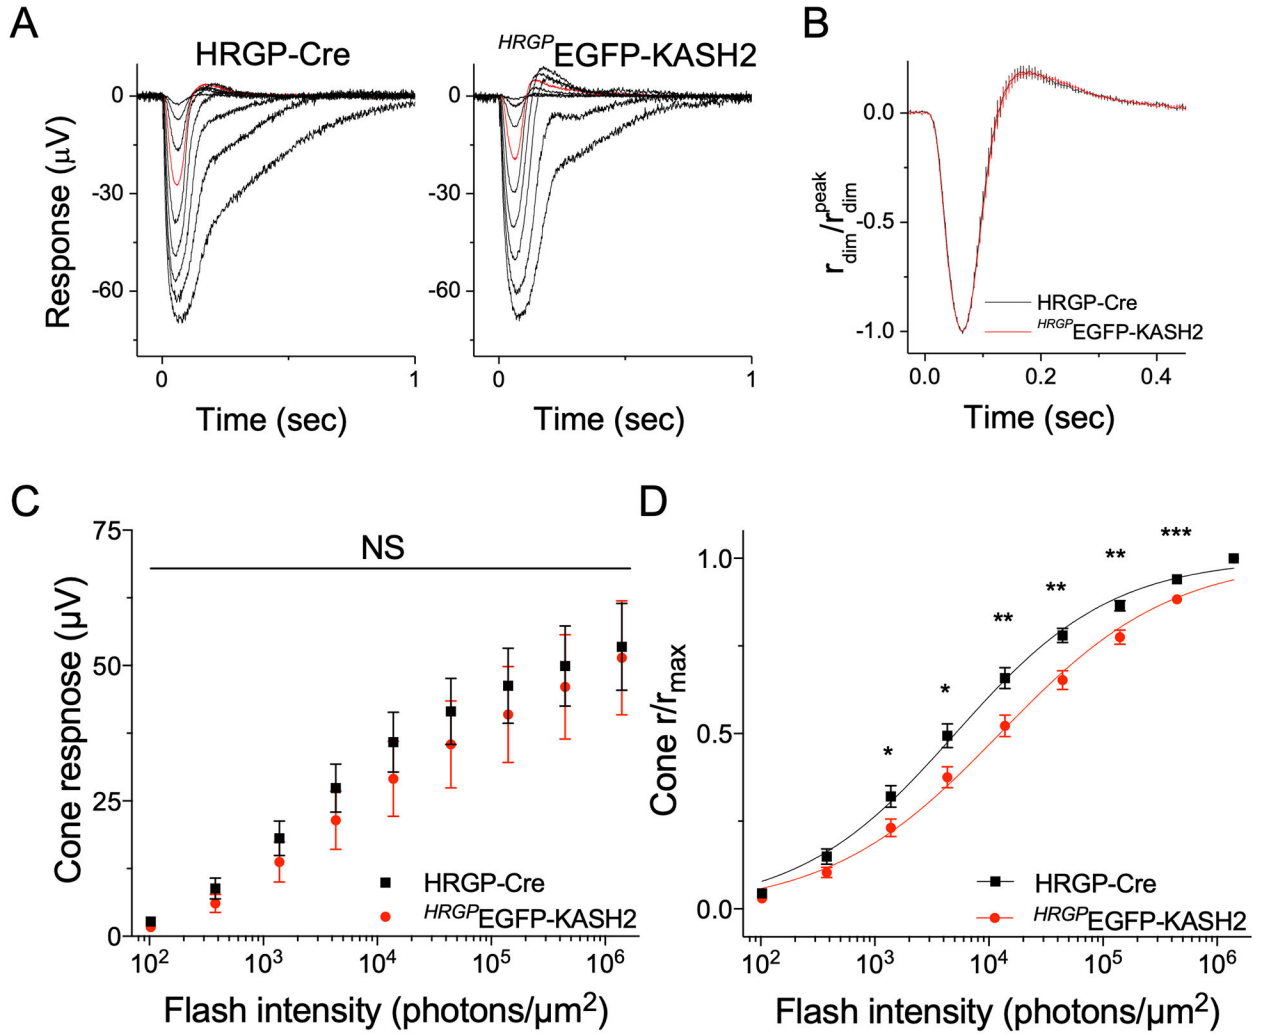 A
HRGP-Cre
HRGPEGFP-KASH2
Response (μV)
0
-30
-60
0
1
Time (sec)
0
-30
-60
0
1
Time (sec)
B
r dim/r peak dim
0.0
-0.5
-1.0
HRGP-Cre
HRGPEGFP-KASH2
0.0
0.2
0.4
Time (sec)
C
NS
Cone respnose (μV)
75
50
25
0
HRGP-Cre
HRGPEGFP-KASH2
10²
10³
10⁴
10⁵
10⁶
Flash intensity (photons/μm²)
D
Cone r/rmax
1.0
0.5
0.0
*
*
**
**
**
***
HRGP-Cre
HRGPEGFP-KASH2
10²
10³
10⁴
10⁵
10⁶
Flash intensity (photons/μm²)